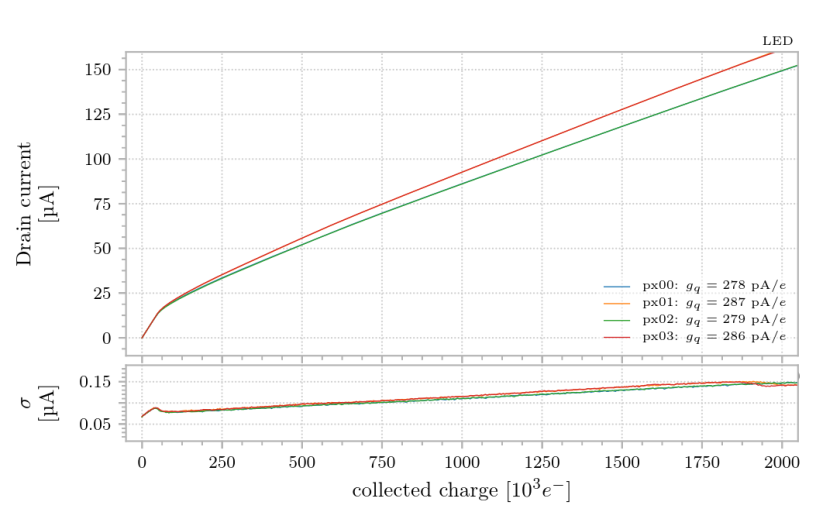 LED
150
125
100
75
50
25
0
Drain current
[µA]
px00: g_q = 278 pA/e
px01: g_q = 287 pA/e
px02: g_q = 279 pA/e
px03: g_q = 286 pA/e
0.15
0.05
σ
[µA]
0 250 500 750 1000 1250 1500 1750 2000
collected charge [10³e⁻]